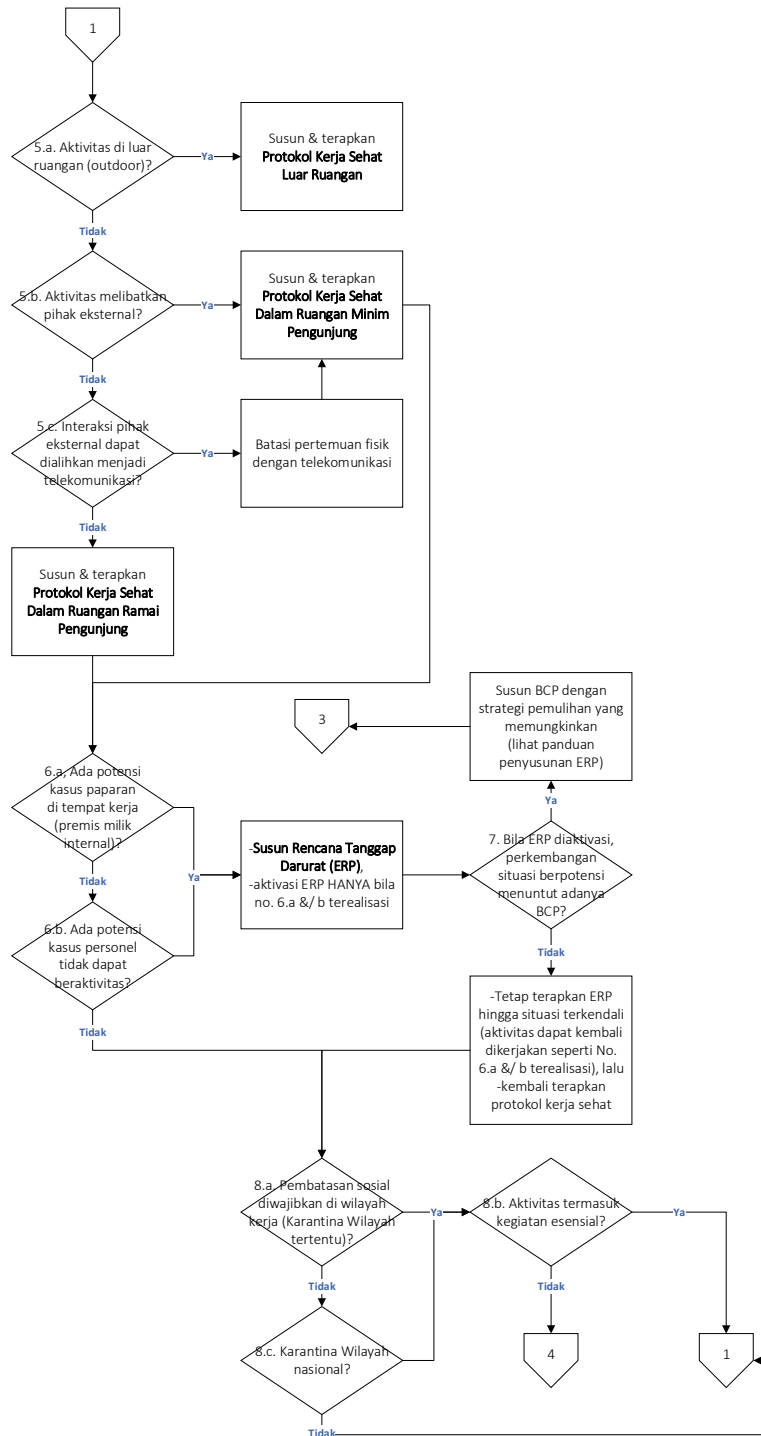 1
5.a. Aktivitas di luar
ruangan (outdoor)?
Ya
Susun & terapkan
Protokol Kerja Sehat
Luar Ruangan
Tidak
5.b. Aktivitas melibatkan
pihak eksternal?
Ya
Susun & terapkan
Protokol Kerja Sehat
Dalam Ruangan Minim
Pengunjung
Tidak
5.c. Interaksi pihak
eksternal dapat
dialihkan menjadi
telekomunikasi?
Ya
Batasi pertemuan fisik
dengan telekomunikasi
Tidak
Susun & terapkan
Protokol Kerja Sehat
Dalam Ruangan Ramai
Pengunjung
3
Susun BCP dengan
strategi pemulihan yang
memungkinkan
(lihat panduan
penyusunan ERP)
Ya
6.a, Ada potensi
kasus paparan
di tempat kerja
(premis milik
internal)?
Tidak
Ya
-Susun Rencana Tanggap
Darurat (ERP),
-aktivasi ERP HANYA bila
no. 6.a &/ b terealisasi
7. Bila ERP diaktivasi,
perkembangan
situasi berpotensi
menuntut adanya
BCP?
6.b. Ada potensi
kasus personel
tidak dapat
beraktivitas?
Tidak
Tidak
-Tetap terapkan ERP
hingga situasi terkendali
(aktivitas dapat kembali
dikerjakan seperti No.
6.a &/ b terealisasi), lalu
-kembali terapkan
protokol kerja sehat
8.a. Pembatasan sosial
diwajibkan di wilayah
kerja (Karantina Wilayah
tertentu)?
Ya
8.b. Aktivitas termasuk
kegiatan esensial?
Ya
Tidak
Tidak
8.c. Karantina Wilayah
nasional?
4
1
Tidak